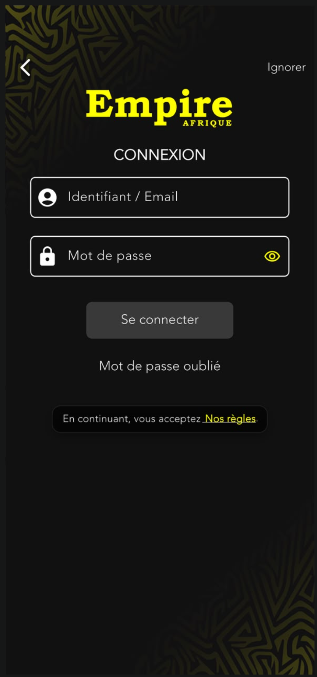 Ignorer
Empire
AFRIQUE
CONNEXION
Identifiant / Email
Mot de passe
Se connecter
Mot de passe oublié
En continuant, vous acceptez Nos règles